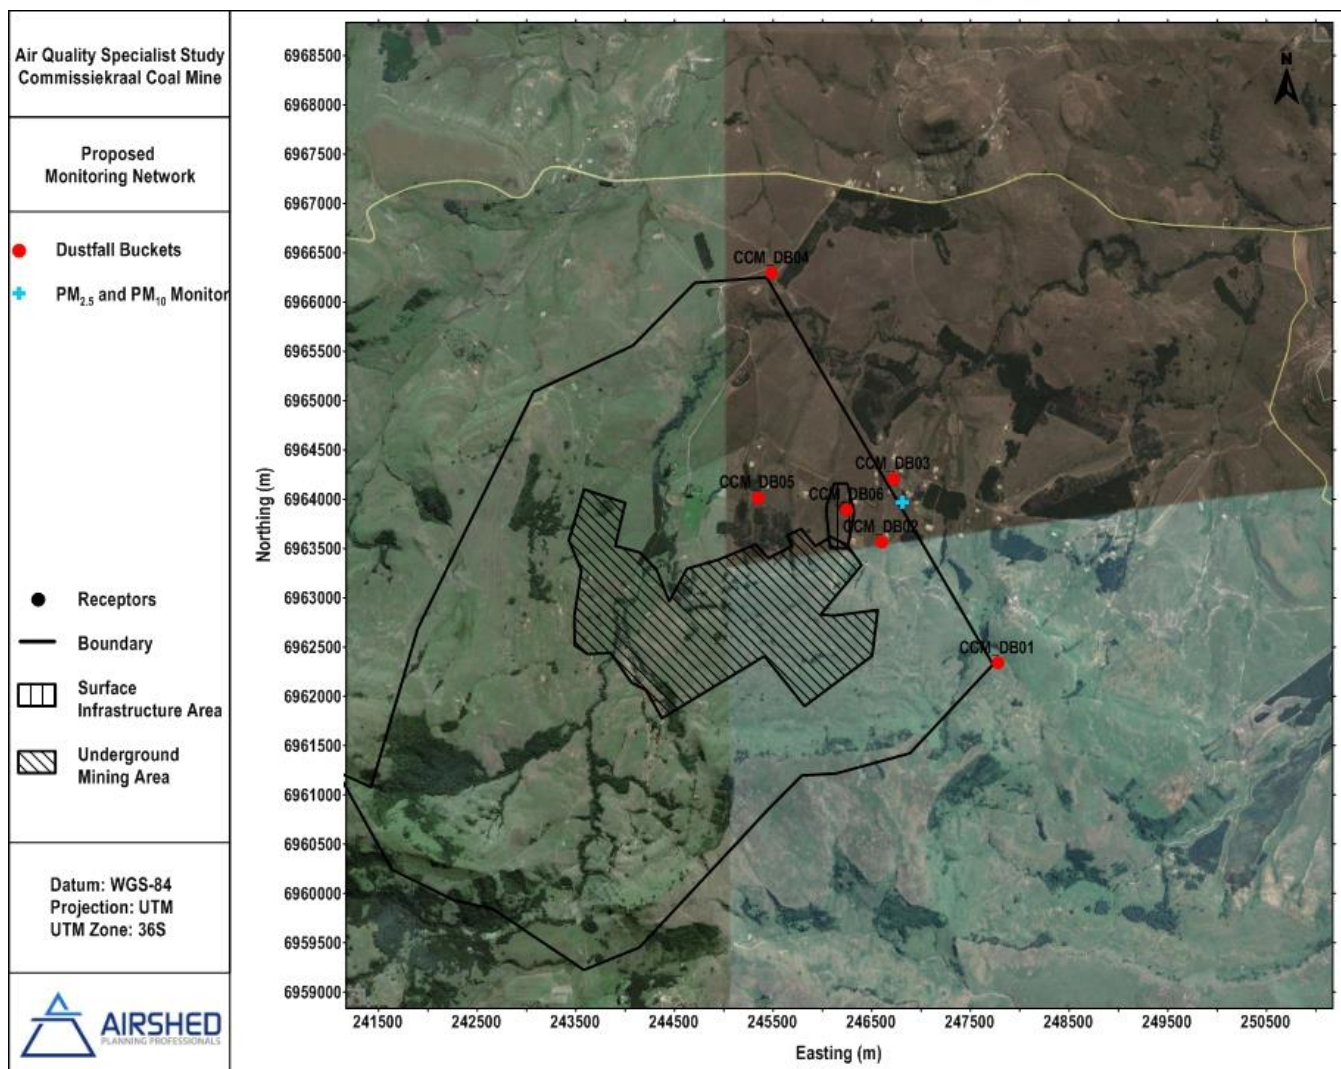 Air Quality Specialist Study
Commissiekraal Coal Mine
Proposed
Monitoring Network
Dustfall Buckets
PM2.5 and PM10 Monitor
Receptors
Boundary
Surface
Infrastructure Area
Underground
Mining Area
Datum: WGS-84
Projection: UTM
UTM Zone: 36S
AIRSHED
PLANNING PROFESSIONALS
Northing (m)
6968500
6968000
6967500
6967000
6966500
6966000
6965500
6965000
6964500
6964000
6963500
6963000
6962500
6962000
6961500
6961000
6960500
6960000
6959500
6959000
N
CCM_DB04
CCM_DB03
CCM_DB05
CCM_DB06
CCM_DB02
CCM_DB01
241500 242500 243500 244500 245500 246500 247500 248500 249500 250500
Easting (m)